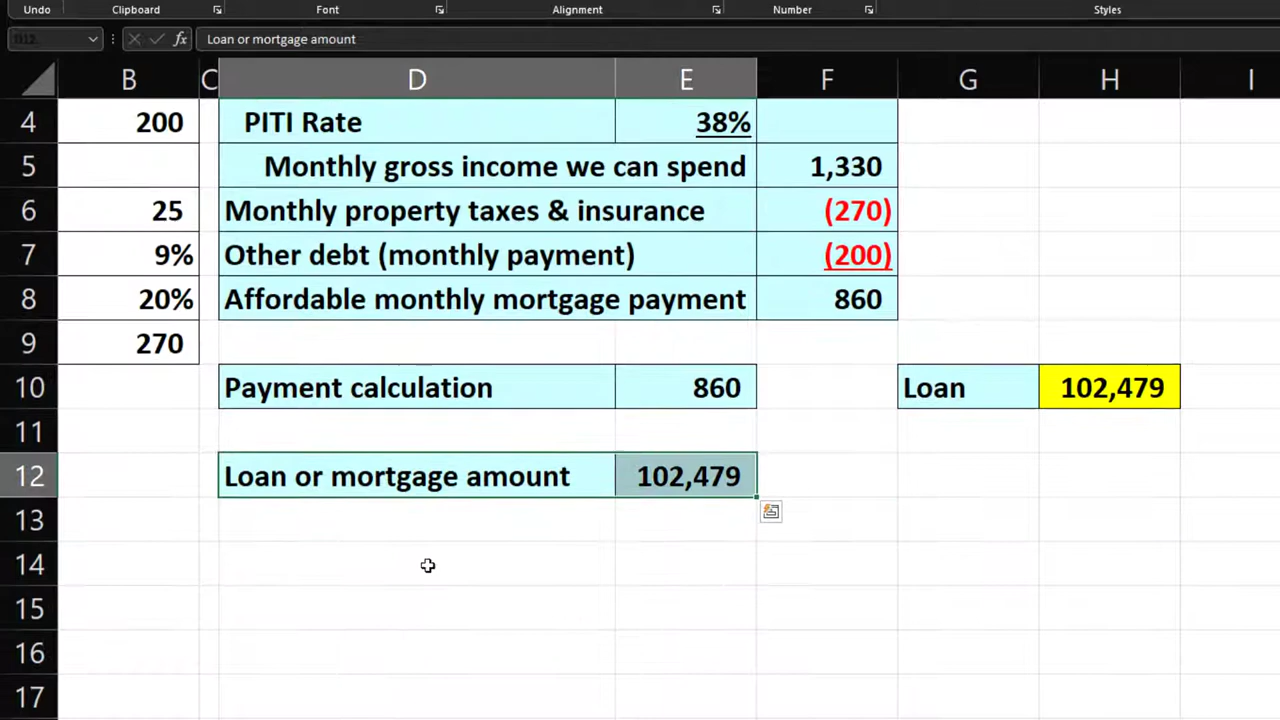 Undo Clipboard Font Alignment Number Styles
fx Loan or mortgage amount
B C D E F G H I
4 200 PITI Rate 38%
5 Monthly gross income we can spend 1,330
6 25 Monthly property taxes & insurance (270)
7 9% Other debt (monthly payment) (200)
8 20% Affordable monthly mortgage payment 860
9 270
10 Payment calculation 860 Loan 102,479
11
12 Loan or mortgage amount 102,479
13
14
15
16
17